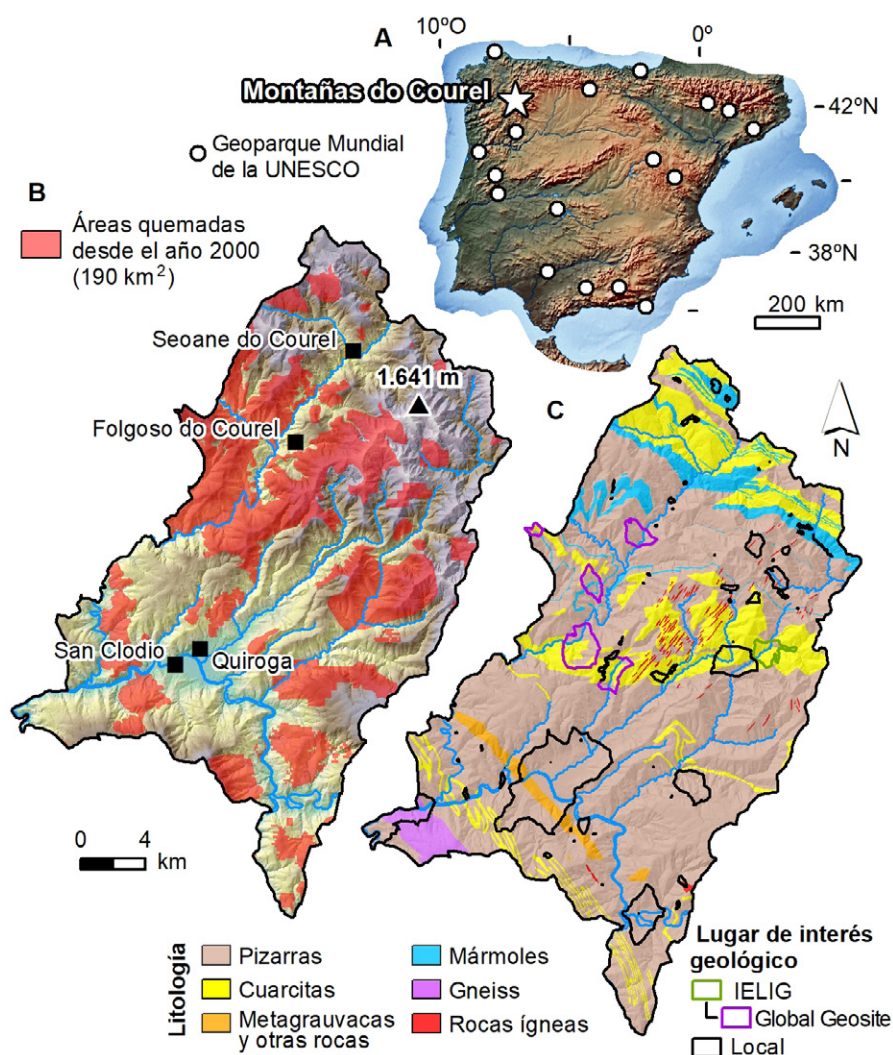 A
10ºO
0º
Montañas do Courel
42ºN
Geoparque Mundial
de la UNESCO
38ºN
200 km
B
Áreas quemadas
desde el año 2000
(190 km²)
Seoane do Courel
1.641 m
Folgoso do Courel
San Clodio
Quiroga
0 4
km
C
N
Litología
Pizarras
Cuarcitas
Metagrauvacas
y otras rocas
Mármoles
Gneiss
Rocas ígneas
Lugar de interés
geológico
IELIG
Global Geosite
Local